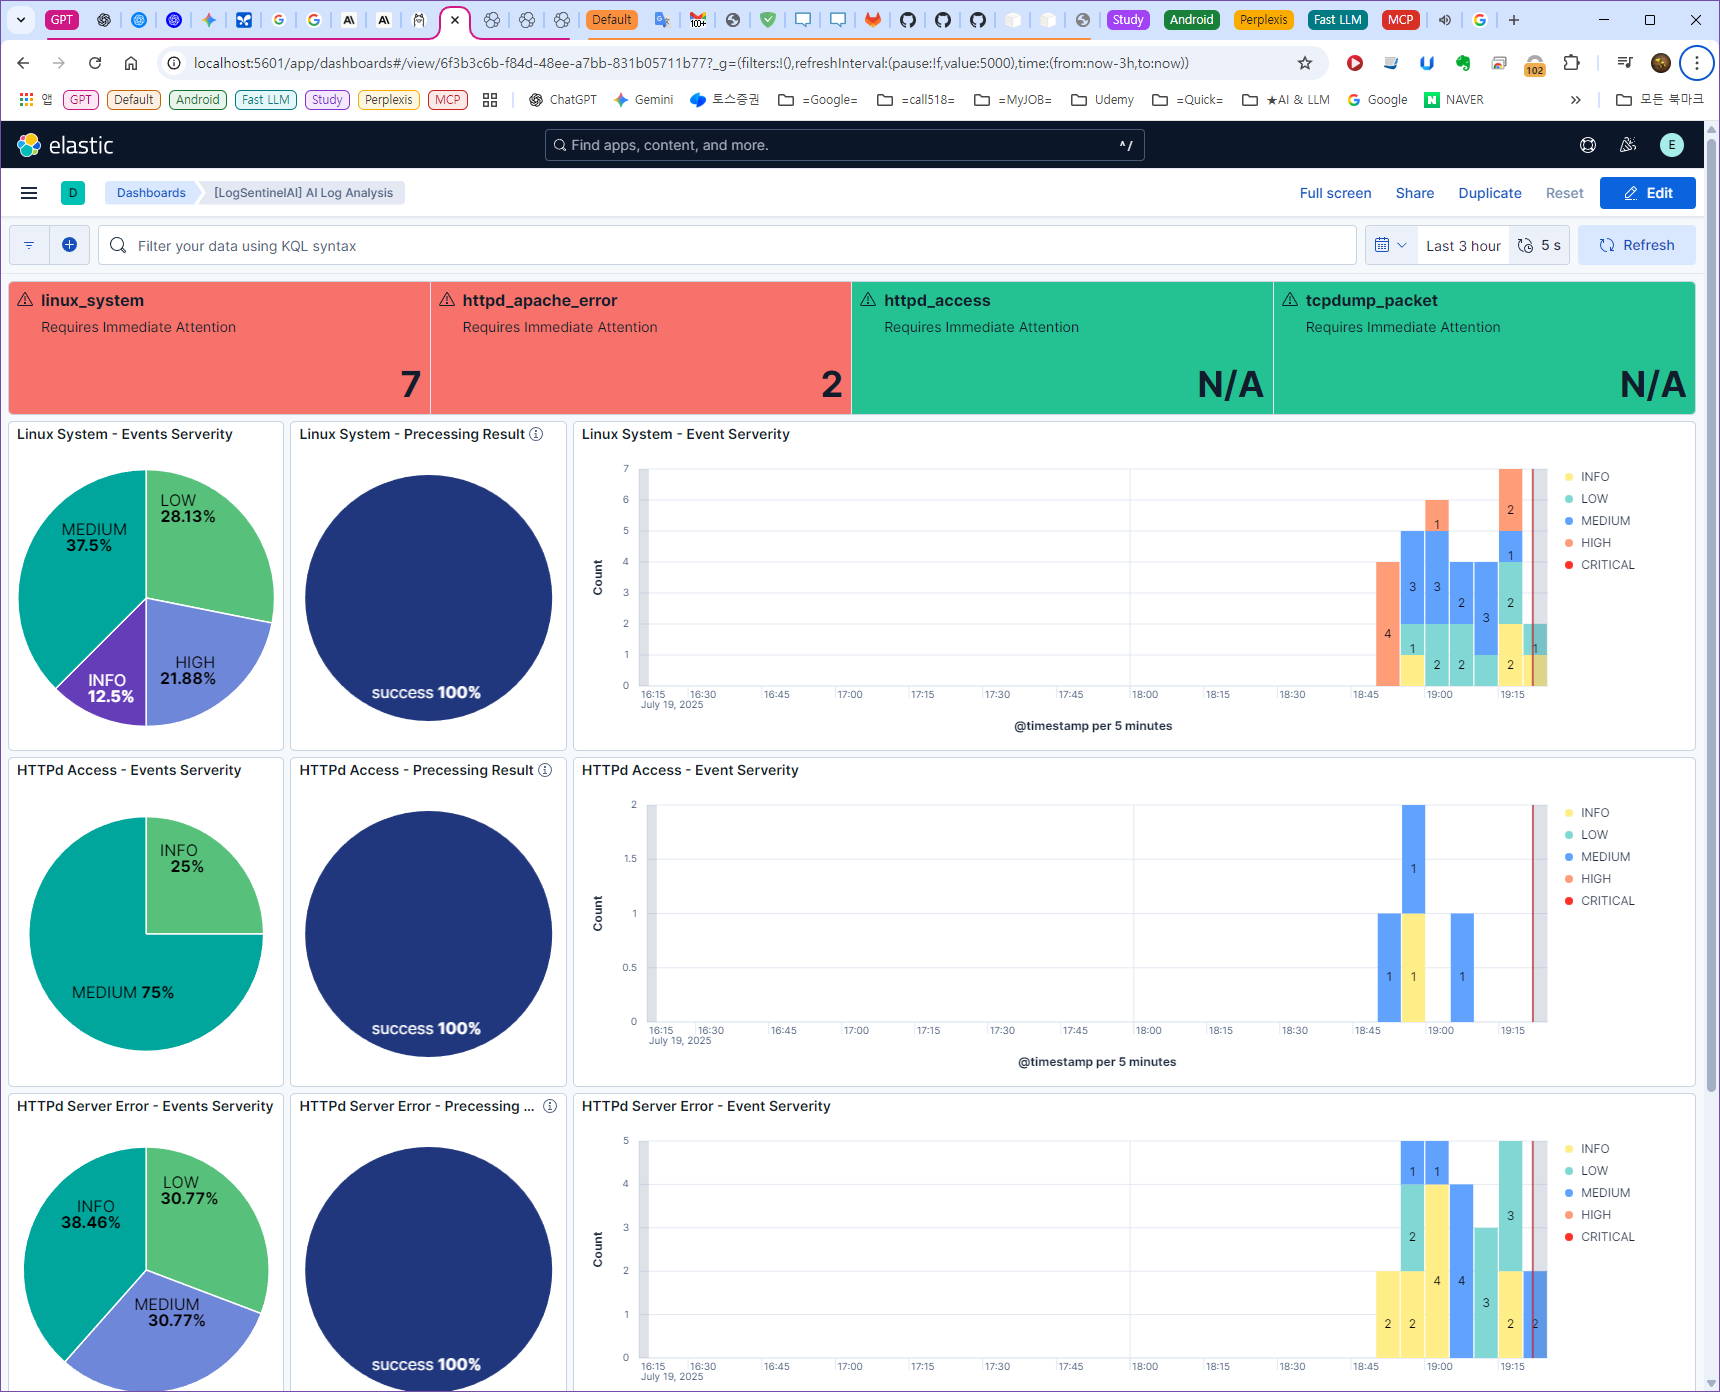 GPT
Default
Study
Android
Perplexis
Fast LLM
MCP
localhost:5601/app/dashboards#/view/6f3b3c6b-f84d-48ee-a7bb-831b05711b77?_g=(filters:!(),refreshInterval:(pause:!f,value:5000),time:(from:now-3h,to:now))
102
앱
GPT
Default
Android
Fast LLM
Study
Perplexis
MCP
ChatGPT
Gemini
토스증권
=Google=
=call518=
=MyJOB=
Udemy
=Quick=
★AI & LLM
Google
NAVER
모든 북마크
elastic
Find apps, content, and more.
^/
E
D
Dashboards
[LogSentinelAI] AI Log Analysis
Full screen
Share
Duplicate
Reset
Edit
Filter your data using KQL syntax
Last 3 hour
5 s
Refresh
linux_system
Requires Immediate Attention
7
httpd_apache_error
Requires Immediate Attention
2
httpd_access
Requires Immediate Attention
N/A
tcpdump_packet
Requires Immediate Attention
N/A
Linux System - Events Serverity
LOW
28.13%
MEDIUM
37.5%
HIGH
21.88%
INFO
12.5%
Linux System - Precessing Result
success 100%
Linux System - Event Serverity
Count
7
6
5
4
3
2
1
0
4
3
1
1
3
2
2
2
3
2
1
2
2
1
16:15
16:30
16:45
17:00
17:15
17:30
17:45
18:00
18:15
18:30
18:45
19:00
19:15
July 19, 2025
@timestamp per 5 minutes
INFO
LOW
MEDIUM
HIGH
CRITICAL
HTTPd Access - Events Serverity
INFO
25%
MEDIUM 75%
HTTPd Access - Precessing Result
success 100%
HTTPd Access - Event Serverity
Count
2
1.5
1
0.5
0
1
1
1
1
16:15
16:30
16:45
17:00
17:15
17:30
17:45
18:00
18:15
18:30
18:45
19:00
19:15
July 19, 2025
@timestamp per 5 minutes
INFO
LOW
MEDIUM
HIGH
CRITICAL
HTTPd Server Error - Events Serverity
LOW
30.77%
INFO
38.46%
MEDIUM
30.77%
HTTPd Server Error - Precessing ...
success 100%
HTTPd Server Error - Event Serverity
Count
5
4
3
2
1
0
2
1
2
2
1
4
4
3
3
2
2
16:15
16:30
16:45
17:00
17:15
17:30
17:45
18:00
18:15
18:30
18:45
19:00
19:15
July 19, 2025
INFO
LOW
MEDIUM
HIGH
CRITICAL